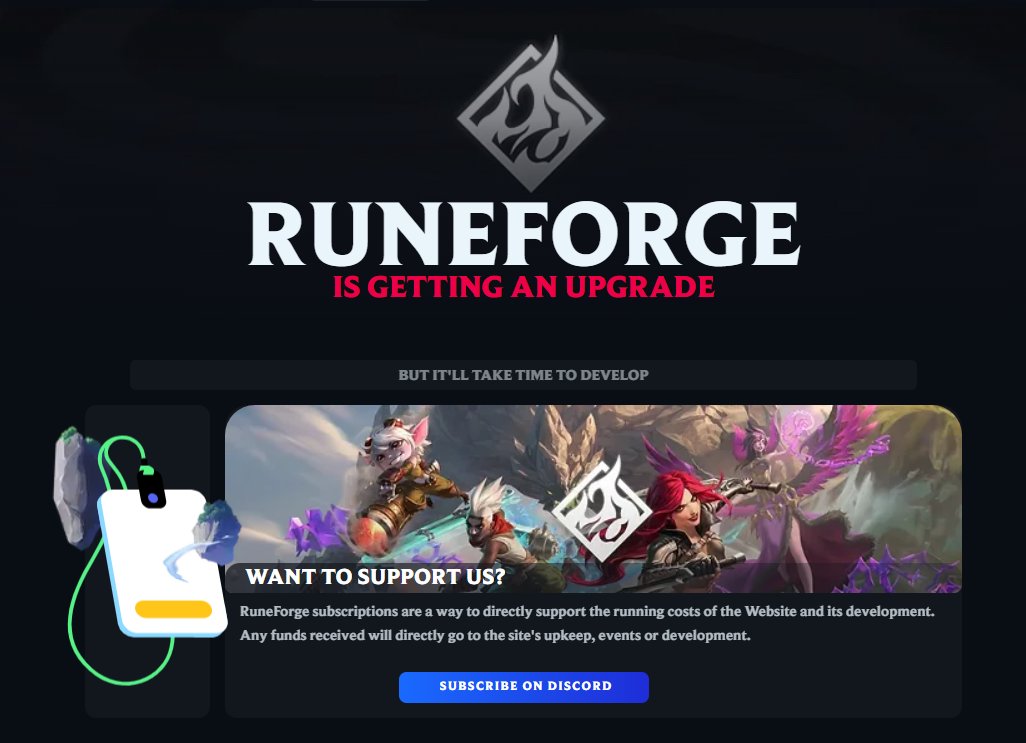 RUNEFORGE
IS GETTING AN UPGRADE
BUT IT'LL TAKE TIME TO DEVELOP
WANT TO SUPPORT US?
RuneForge subscriptions are a way to directly support the running costs of the Website and its development.
Any funds received will directly go to the site's upkeep, events or development.
SUBSCRIBE ON DISCORD